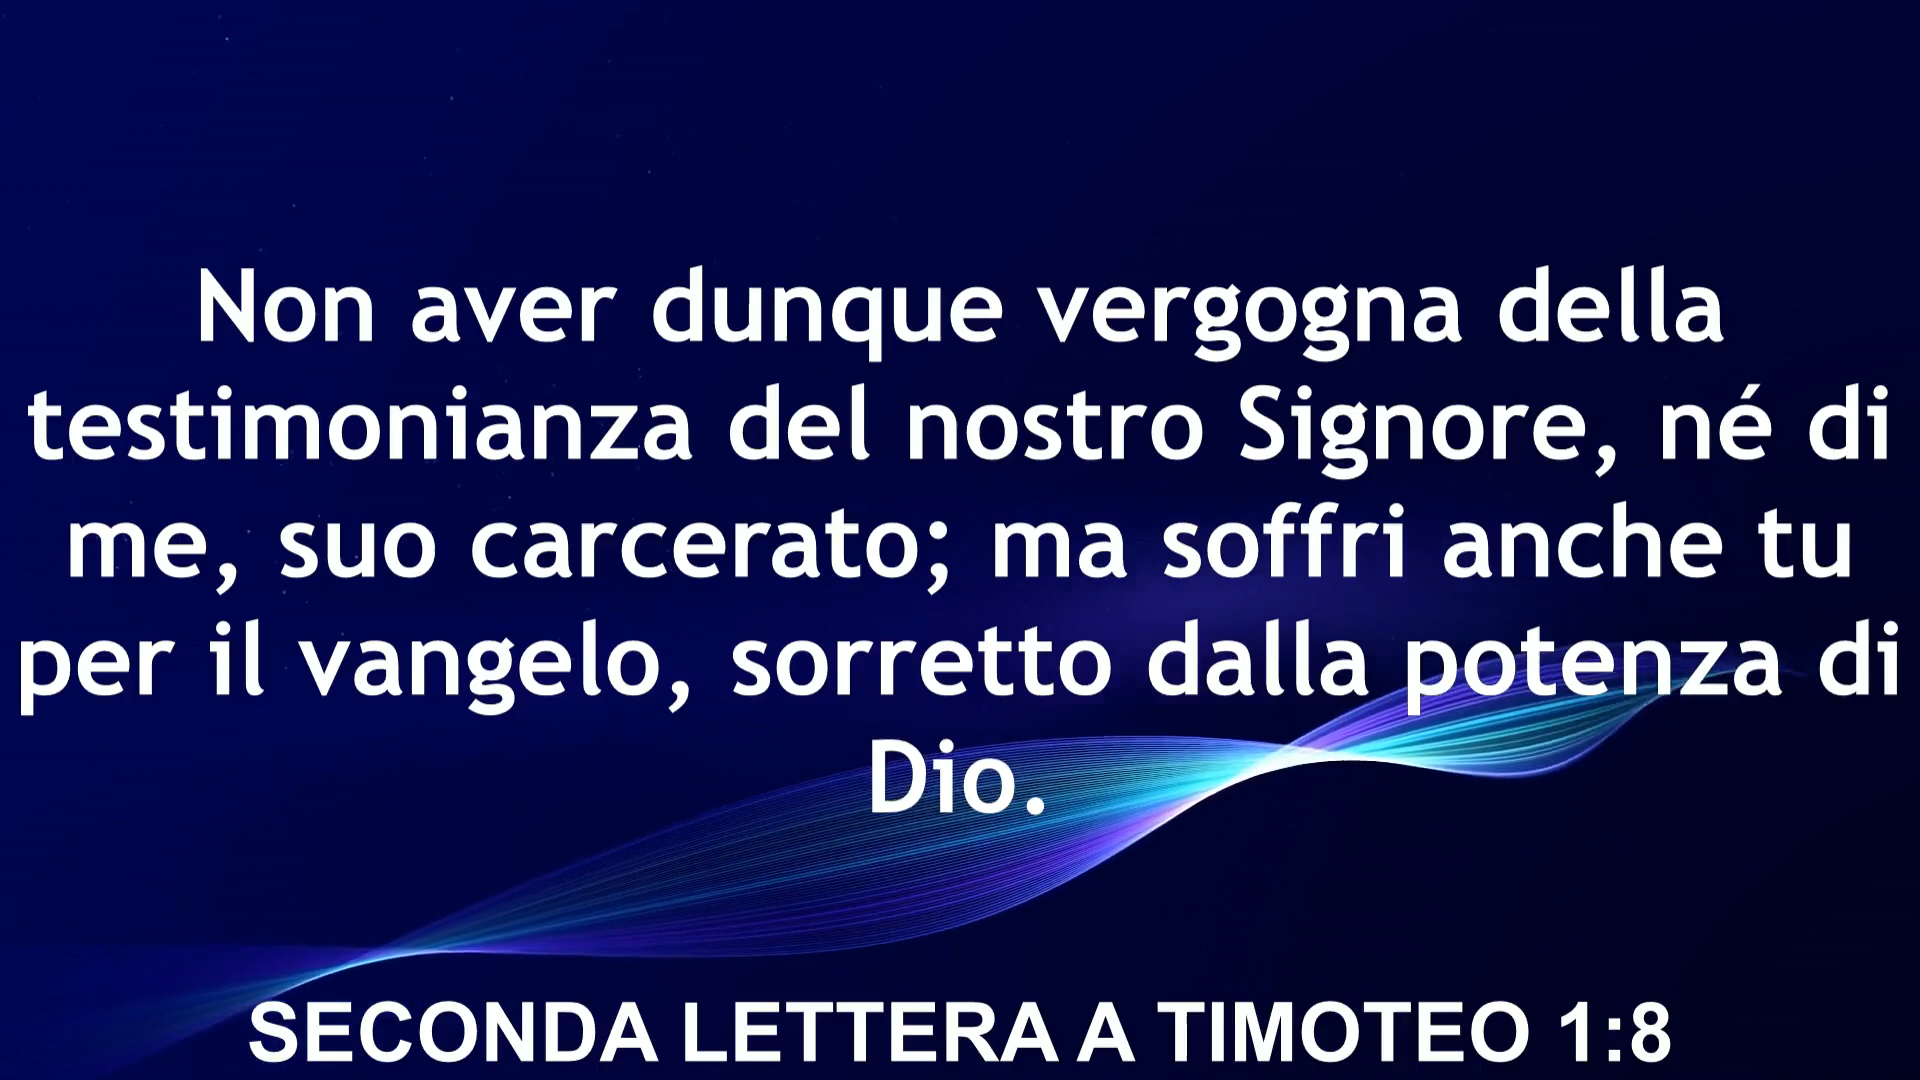 Non aver dunque vergogna della
testimonianza del nostro Signore, né di
me, suo carcerato; ma soffri anche tu
per il vangelo, sorretto dalla potenza di
Dio.
SECONDA LETTERA A TIMOTEO 1:8